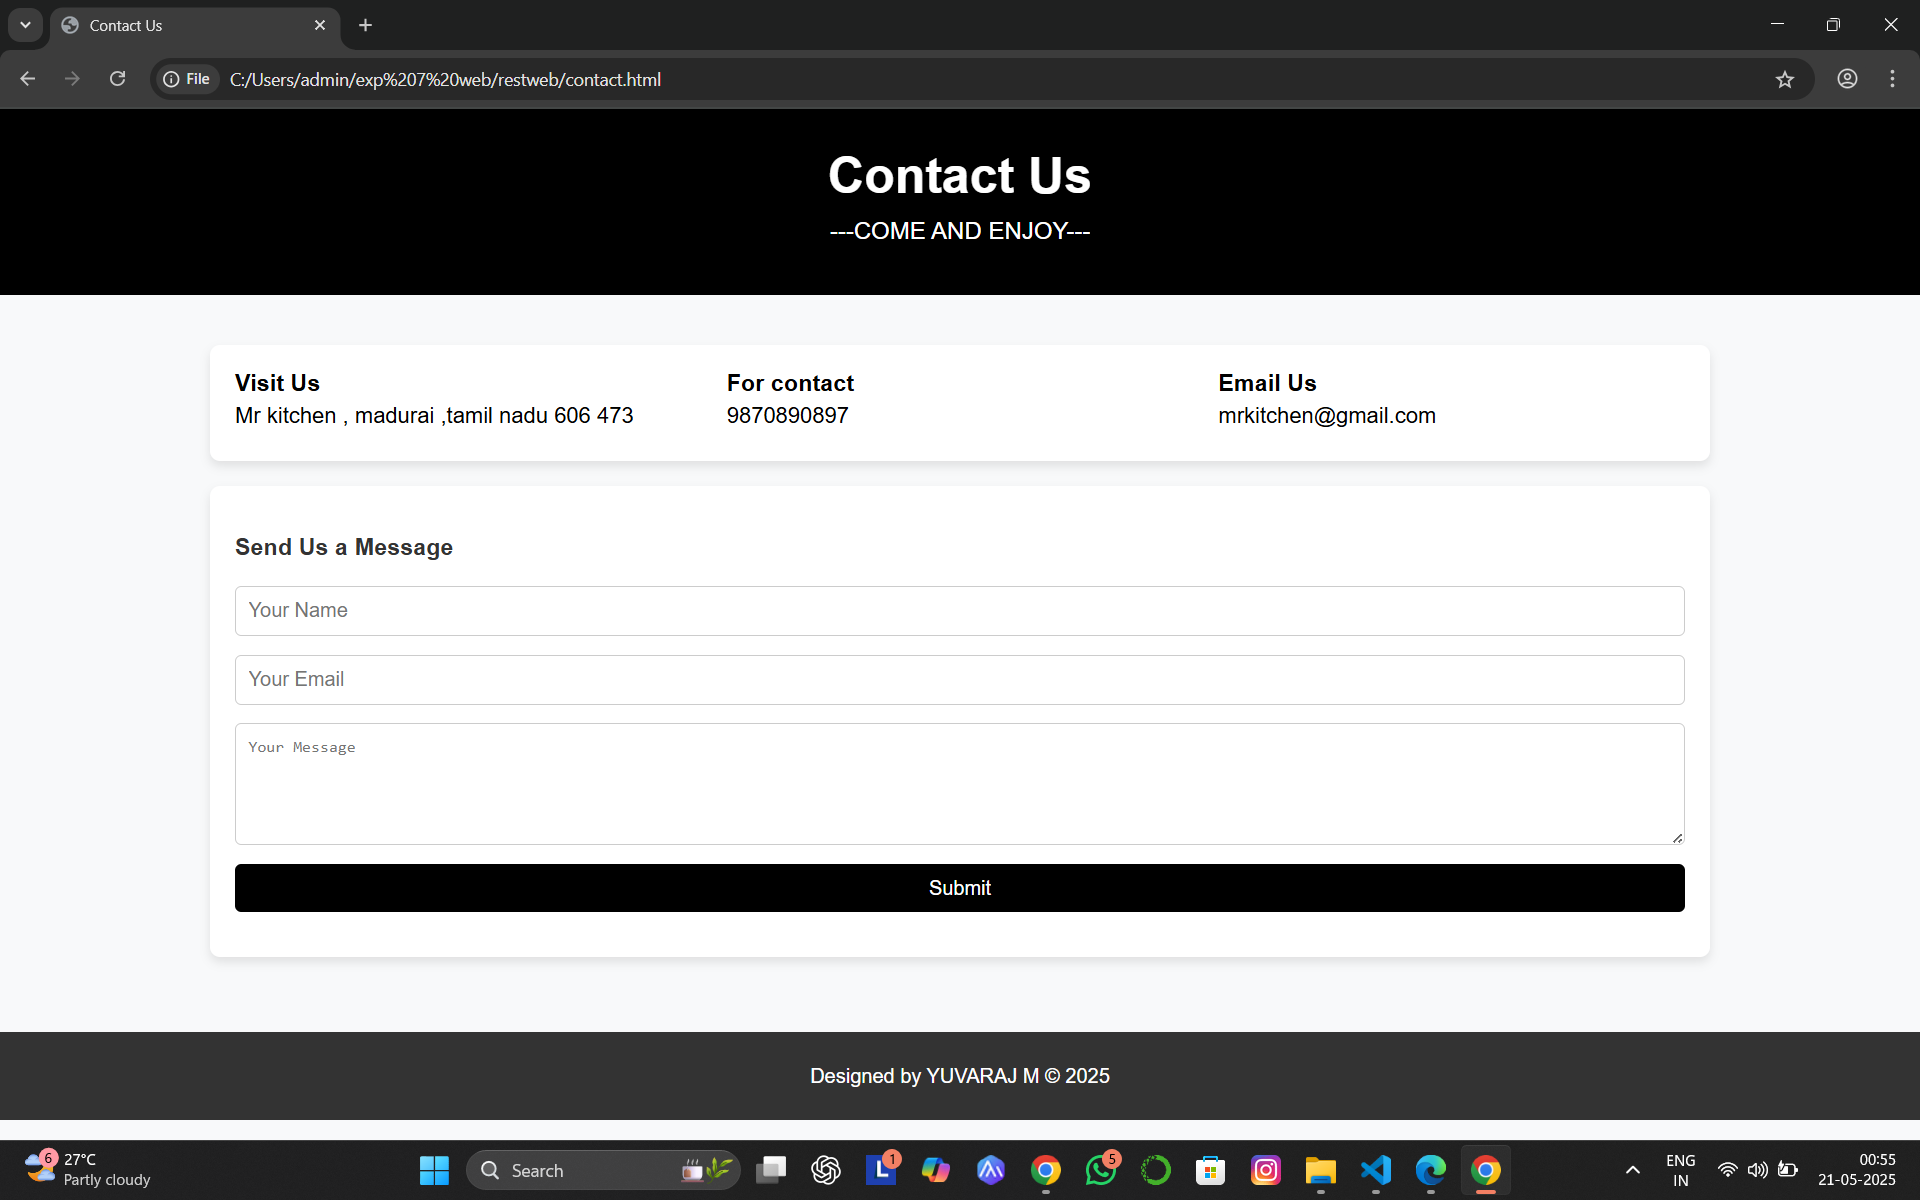 Contact Us
File C:/Users/admin/exp%207%20web/restweb/contact.html
Contact Us
---COME AND ENJOY---
Visit Us
Mr kitchen , madurai ,tamil nadu 606 473
For contact
9870890897
Email Us
mrkitchen@gmail.com
Send Us a Message
Your Name
Your Email
Your Message
Submit
Designed by YUVARAJ M © 2025
6
27°C
Partly cloudy
Search
L
1
5
ENG
IN
00:55
21-05-2025